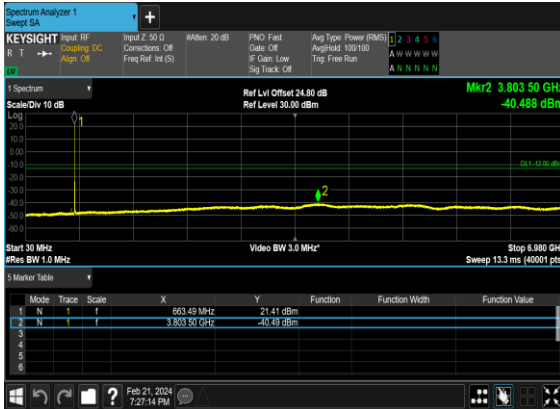 Spectrum Analyzer 1
Swept SA
+
KEYSIGHT Input: RF Input Z: 50 Ω #Atten: 20 dB PNO: Fast Avg Type: Power (RMS) 1 2 3 4 5 6
R T Coupling: DC Corrections: Off Gate: Off Avg|Hold: 100/100 A W W W W W
Align: Off Freq Ref: Int (S) IF Gain: Low Trig: Free Run
Sig Track: Off A N N N N N
1 Spectrum Ref Lvl Offset 24.80 dB Mkr2 3.803 50 GHz
Scale/Div 10 dB Ref Level 30.00 dBm -40.488 dBm
Log
20.0
10.0
0.00
-10.0
-20.0
-30.0
-40.0
-50.0
-60.0
1
DL1 -13.00 dBm
2
Start 30 MHz Video BW 3.0 MHz* Stop 6.980 GHz
#Res BW 1.0 MHz Sweep 13.3 ms (40001 pts)
5 Marker Table
Mode Trace Scale X Y Function Function Width Function Value
1 N 1 f 663.49 MHz 21.41 dBm
2 N 1 f 3.803 50 GHz -40.49 dBm
3
4
5
6
? Feb 21, 2024
7:27:14 PM